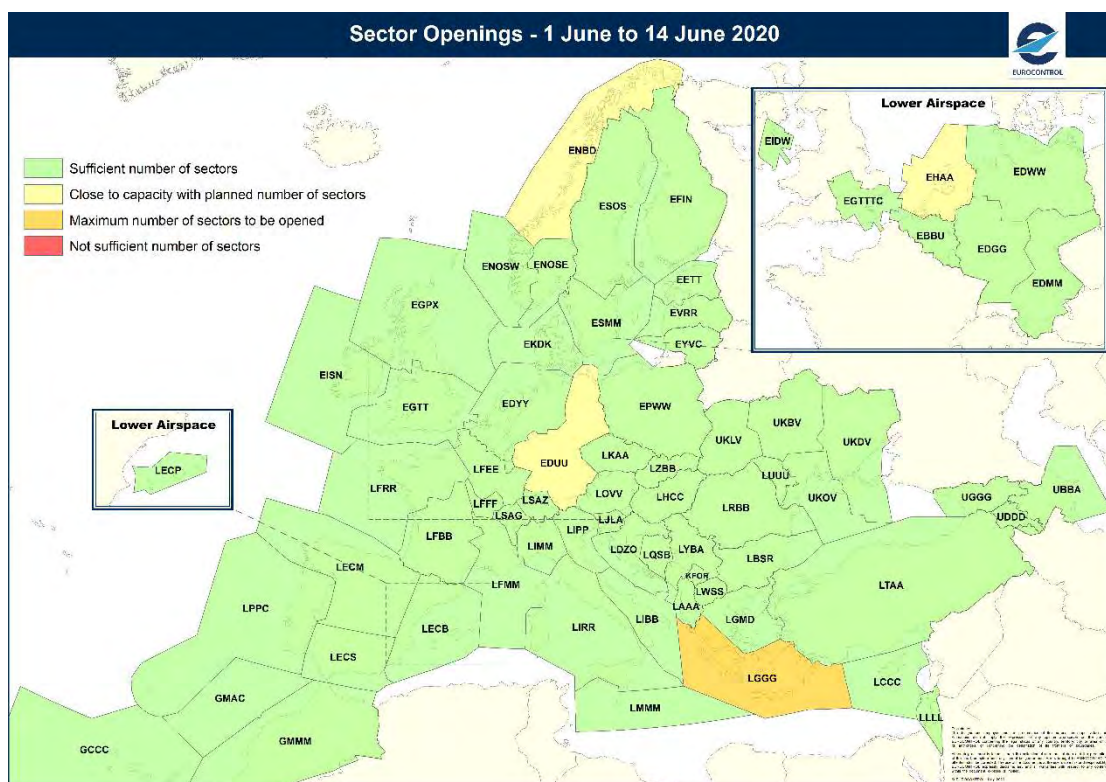 Sector Openings - 1 June to 14 June 2020
EUROCONTROL
Sufficient number of sectors
Close to capacity with planned number of sectors
Maximum number of sectors to be opened
Not sufficient number of sectors
Lower Airspace
EIDW
EHAA
EDWW
EGTTTC
EBBU
EDGG
EDMM
ENBD
ESOS
EFIN
ENOSW
ENOSE
EETT
EGPX
EVRR
ESMM
EKDK
EYVC
EISN
EGTT
EDYY
EPWW
UKBV
UKLV
UKDV
Lower Airspace
LECP
EDUU
LKAA
LFEE
LZBB
LUUU
LFRR
LSAZ
LOVV
LHCC
UKOV
UGGG
UBBA
LFFF
LRBB
LSAG
LJLA
UDDD
LFBB
LIMM
LIPP
LDZO
LQSB
LYBA
LBSR
LECM
KFOR
LFMM
LWSS
LTAA
LPPC
LAAA
LECB
LIRR
LIBB
LGMD
LECS
LGGG
LCCC
GMAC
LMMM
LLLL
GCCC
GMMM